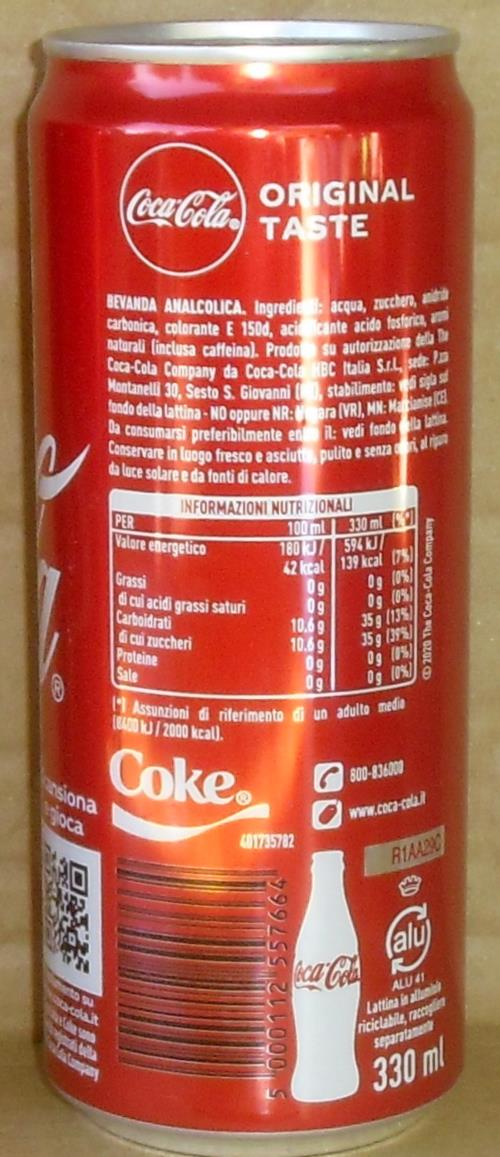 Coca-Cola
ORIGINAL
TASTE
BEVANDA ANALCOLICA. Ingredienti: acqua, zucchero, anidride
carbonica, colorante E 150d, acidificante acido fosforico, aromi
naturali (inclusa caffeina). Prodotto su autorizzazione della The
Coca-Cola Company da Coca-Cola HBC Italia S.r.l., sede: P.zza
Montanelli 30, Sesto S. Giovanni (MI), stabilimento: vedi sigla sul
fondo della lattina - NO oppure NR: Nogara (VR), MN: Marcianise (CE).
Da consumarsi preferibilmente entro il: vedi fondo della lattina.
Conservare in luogo fresco e asciutto, pulito e senza odori, al riparo
da luce solare e da fonti di calore.
INFORMAZIONI NUTRIZIONALI
PER 100 ml 330 ml (%*)
Valore energetico 180 kJ / 594 kJ /
42 kcal 139 kcal (7%)
Grassi 0 g 0 g (0%)
di cui acidi grassi saturi 0 g 0 g (0%)
Carboidrati 10,6 g 35 g (13%)
di cui zuccheri 10,6 g 35 g (39%)
Proteine 0 g 0 g (0%)
Sale 0 g 0 g (0%)
© 2020 The Coca-Cola Company
(*) Assunzioni di riferimento di un adulto medio
(8400 kJ / 2000 kcal).
Coke®
800-836000
www.coca-cola.it
401735782
R1AA29C
5 000112 557664
Coca-Cola
alu
ALU 41
Lattina in alluminio
riciclabile, raccogliere
separatamente
330 ml